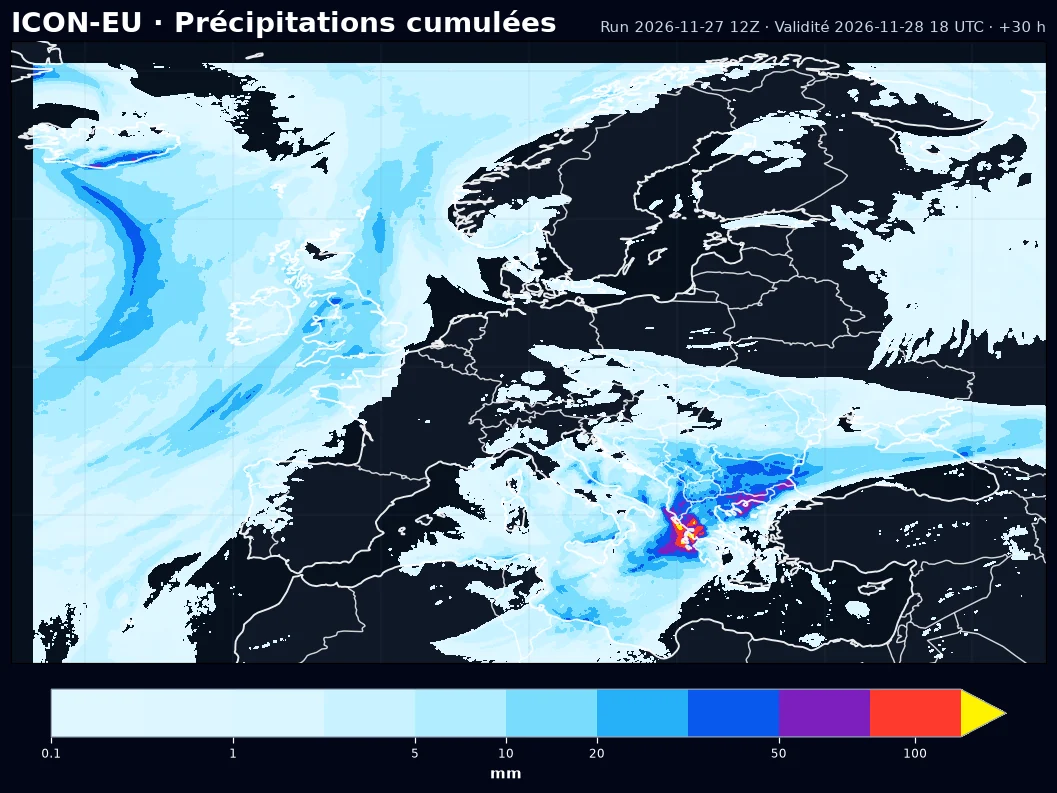 ICON-EU · Précipitations cumulées
Run 2026-11-27 12Z · Validité 2026-11-28 18 UTC · +30 h
0.1 1 5 10 20 50 100
mm